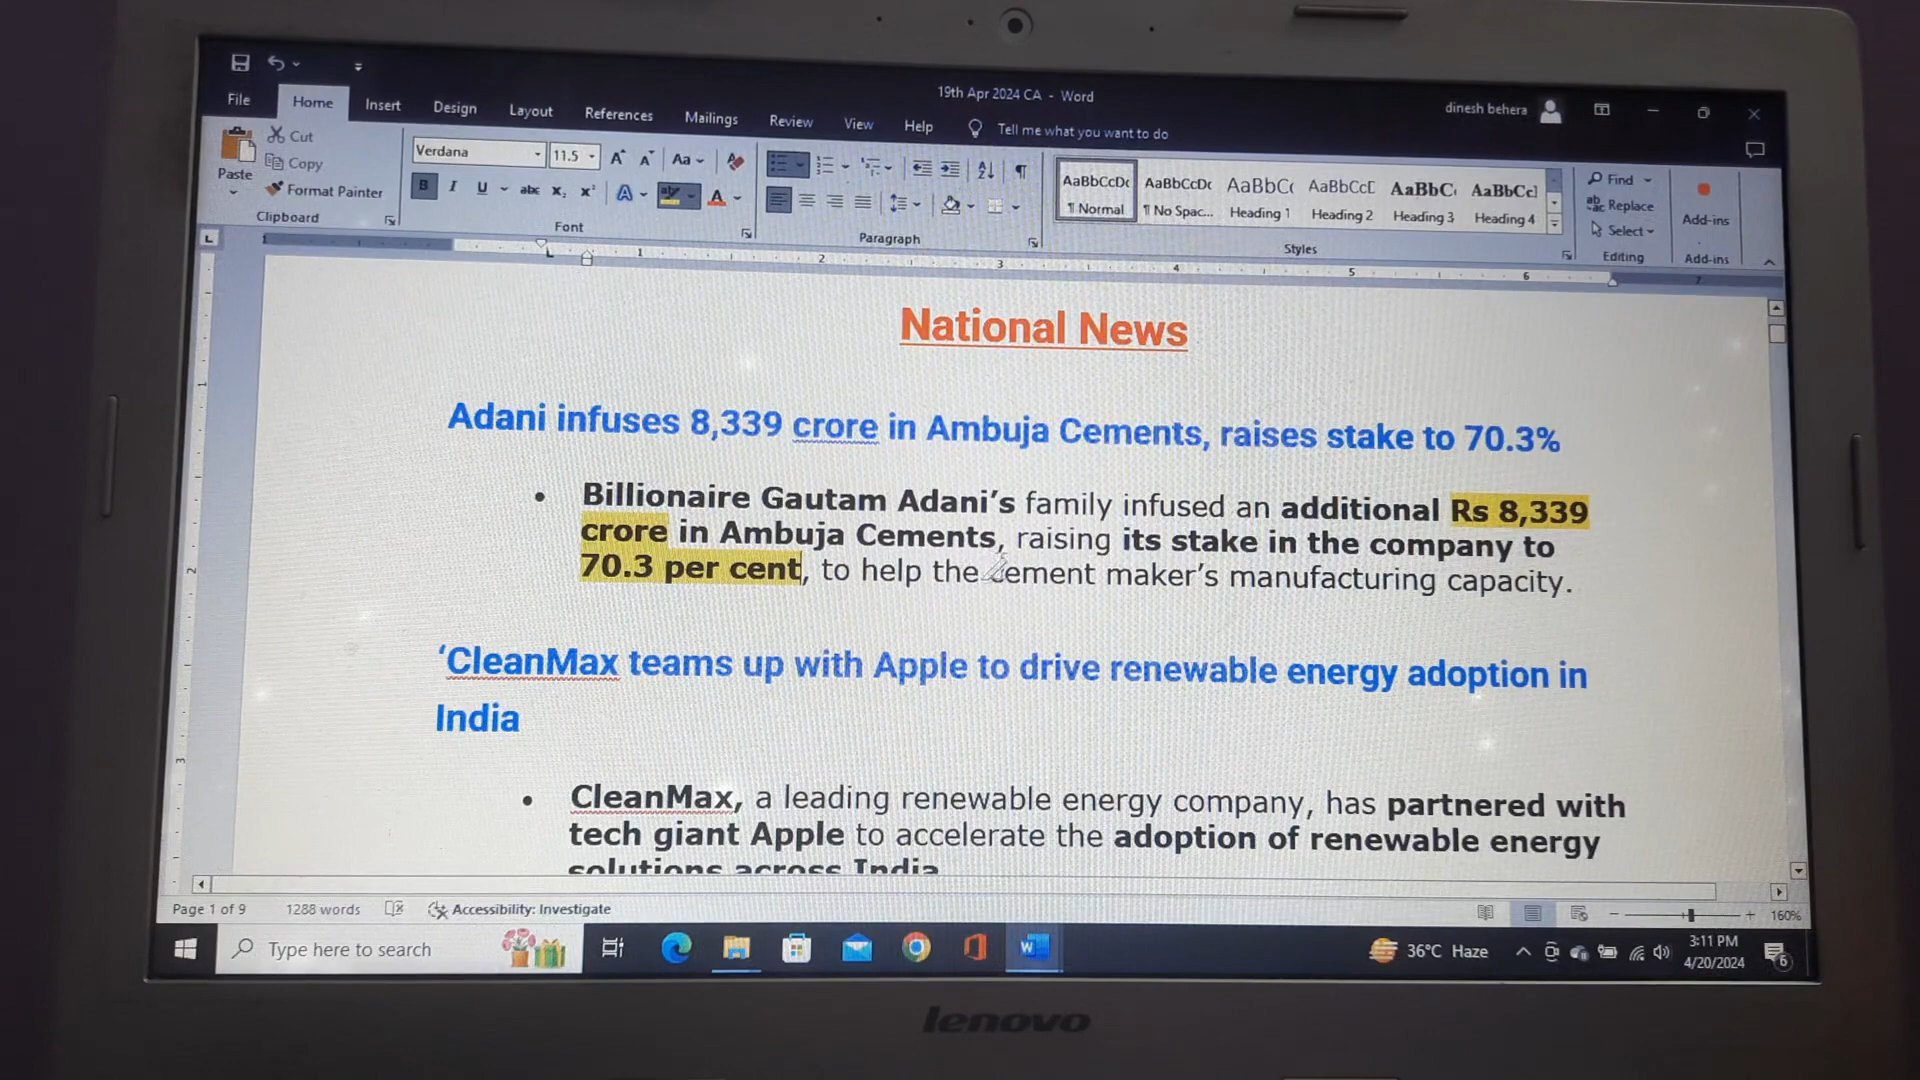 19th Apr 2024 CA - Word
dinesh behera
File Home Insert Design Layout References Mailings Review View Help Tell me what you want to do
Paste
Cut
Copy
Format Painter
Clipboard
Verdana 11.5
Font
Paragraph
AaBbCcDc AaBbCcDc AaBbC( AaBbCcD AaBbC( AaBbCc]
¶ Normal ¶ No Spac... Heading 1 Heading 2 Heading 3 Heading 4
Styles
Find
Replace
Select
Editing
Add-ins
Add-ins
National News
Adani infuses 8,339 crore in Ambuja Cements, raises stake to 70.3%
• Billionaire Gautam Adani’s family infused an additional Rs 8,339
crore in Ambuja Cements, raising its stake in the company to
70.3 per cent, to help the cement maker’s manufacturing capacity.
‘CleanMax teams up with Apple to drive renewable energy adoption in
India
• CleanMax, a leading renewable energy company, has partnered with
tech giant Apple to accelerate the adoption of renewable energy
solutions across India
Page 1 of 9 1288 words Accessibility: Investigate 160%
Type here to search 36°C Haze 3:11 PM
4/20/2024
6
lenovo